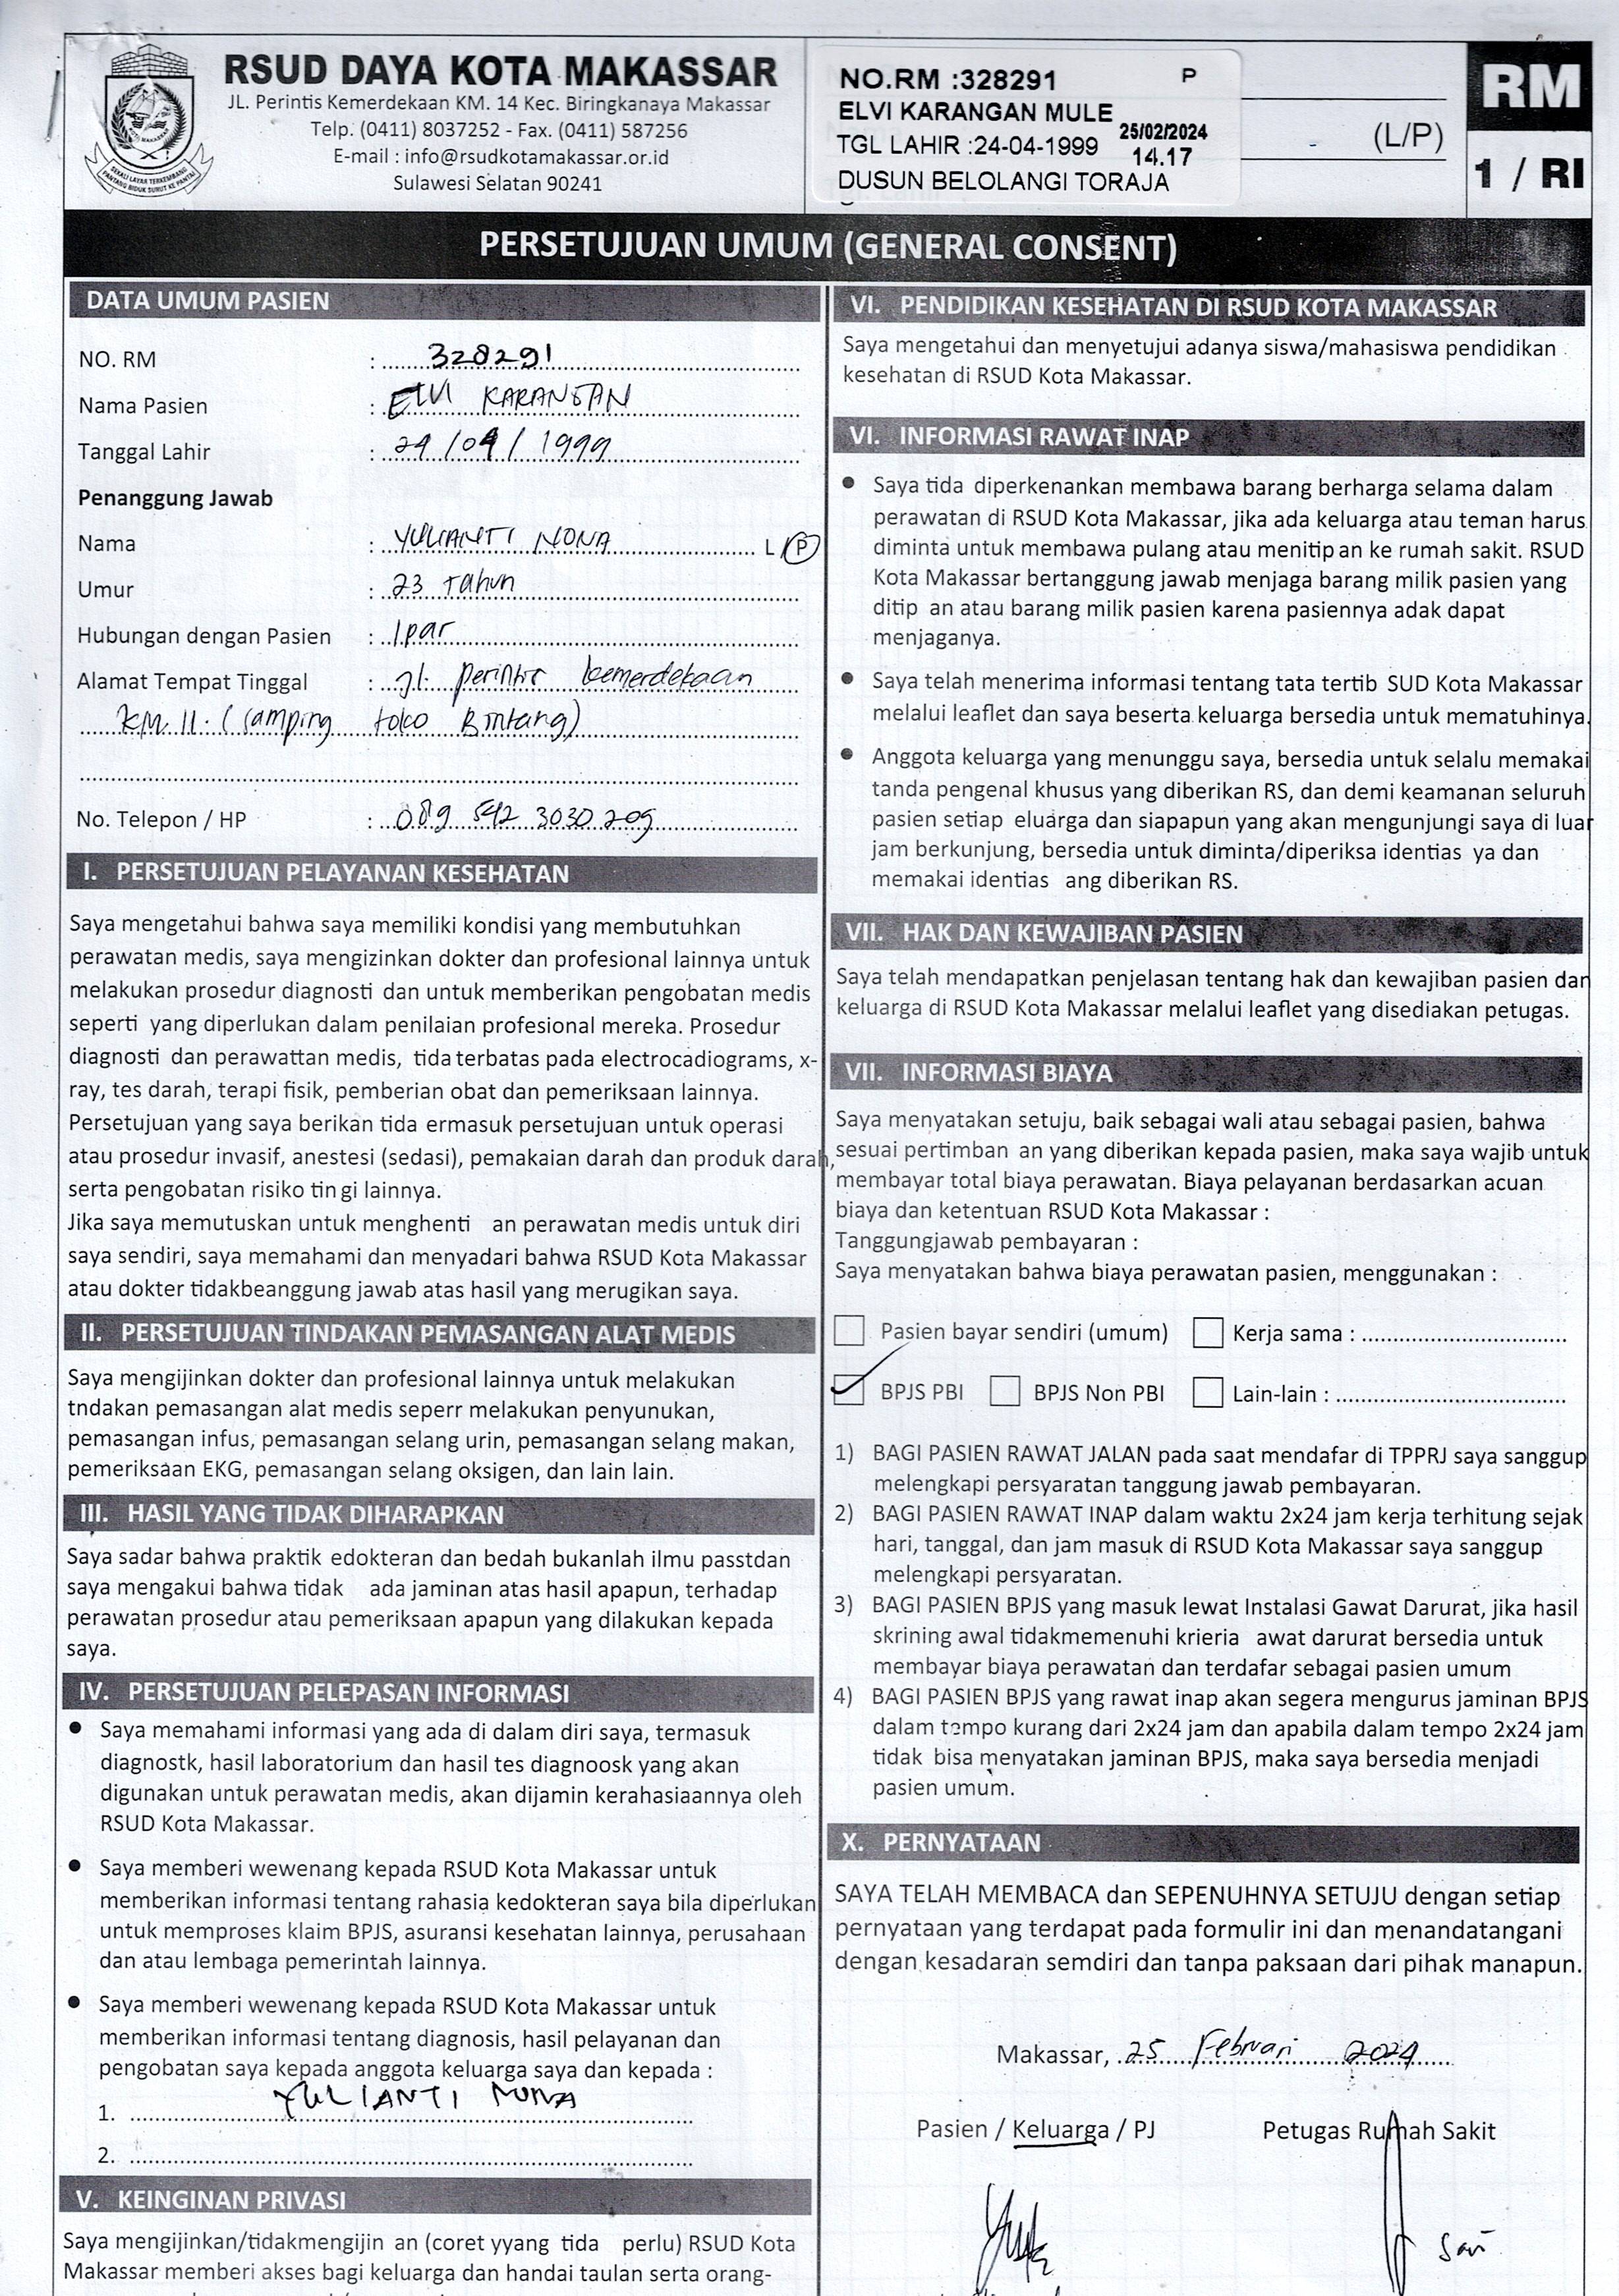 RSUD DAYA KOTA MAKASSAR
JL. Perintis Kemerdekaan KM. 14 Kec. Biringkanaya Makassar
Telp. (0411) 8037252 - Fax. (0411) 587256
E-mail : info@rsudkotamakassar.or.id
Sulawesi Selatan 90241
NO.RM :328291 P
ELVI KARANGAN MULE
TGL LAHIR :24-04-1999 25/02/2024
14.17
DUSUN BELOLANGI TORAJA
(L/P)
RM
1 / RI
PERSETUJUAN UMUM (GENERAL CONSENT)
DATA UMUM PASIEN
NO. RM : 328291
Nama Pasien : ELVI KARANGAN
Tanggal Lahir : 24/04/1999
Penanggung Jawab
Nama : YULIANTI NONA L/P
Umur : 23 tahun
Hubungan dengan Pasien : Ipar
Alamat Tempat Tinggal : Jl. perintis kemerdekaan
KM.11. (samping toko Bintang)
No. Telepon / HP : 089 542 3030 209
I. PERSETUJUAN PELAYANAN KESEHATAN
Saya mengetahui bahwa saya memiliki kondisi yang membutuhkan
perawatan medis, saya mengizinkan dokter dan profesional lainnya untuk
melakukan prosedur diagnosti dan untuk memberikan pengobatan medis
seperti yang diperlukan dalam penilaian profesional mereka. Prosedur
diagnosti dan perawattan medis, tida terbatas pada electrocadiograms, x-
ray, tes darah, terapi fisik, pemberian obat dan pemeriksaan lainnya.
Persetujuan yang saya berikan tida ermasuk persetujuan untuk operasi
atau prosedur invasif, anestesi (sedasi), pemakaian darah dan produk darah,
serta pengobatan risiko tin gi lainnya.
Jika saya memutuskan untuk menghenti an perawatan medis untuk diri
saya sendiri, saya memahami dan menyadari bahwa RSUD Kota Makassar
atau dokter tidakbeanggung jawab atas hasil yang merugikan saya.
II. PERSETUJUAN TINDAKAN PEMASANGAN ALAT MEDIS
Saya mengijinkan dokter dan profesional lainnya untuk melakukan
tndakan pemasangan alat medis seperr melakukan penyunukan,
pemasangan infus, pemasangan selang urin, pemasangan selang makan,
pemeriksaan EKG, pemasangan selang oksigen, dan lain lain.
III. HASIL YANG TIDAK DIHARAPKAN
Saya sadar bahwa praktik edokteran dan bedah bukanlah ilmu passtdan
saya mengakui bahwa tidak ada jaminan atas hasil apapun, terhadap
perawatan prosedur atau pemeriksaan apapun yang dilakukan kepada
saya.
IV. PERSETUJUAN PELEPASAN INFORMASI
● Saya memahami informasi yang ada di dalam diri saya, termasuk
diagnostk, hasil laboratorium dan hasil tes diagnoosk yang akan
digunakan untuk perawatan medis, akan dijamin kerahasiaannya oleh
RSUD Kota Makassar.
● Saya memberi wewenang kepada RSUD Kota Makassar untuk
memberikan informasi tentang rahasia kedokteran saya bila diperlukan
untuk memproses klaim BPJS, asuransi kesehatan lainnya, perusahaan
dan atau lembaga pemerintah lainnya.
● Saya memberi wewenang kepada RSUD Kota Makassar untuk
memberikan informasi tentang diagnosis, hasil pelayanan dan
pengobatan saya kepada anggota keluarga saya dan kepada :
1. YULIANTI NONA
2.
V. KEINGINAN PRIVASI
Saya mengijinkan/tidakmengijin an (coret yyang tida perlu) RSUD Kota
Makassar memberi akses bagi keluarga dan handai taulan serta orang-
VI. PENDIDIKAN KESEHATAN DI RSUD KOTA MAKASSAR
Saya mengetahui dan menyetujui adanya siswa/mahasiswa pendidikan
kesehatan di RSUD Kota Makassar.
VI. INFORMASI RAWAT INAP
● Saya tida diperkenankan membawa barang berharga selama dalam
perawatan di RSUD Kota Makassar, jika ada keluarga atau teman harus
diminta untuk membawa pulang atau menitip an ke rumah sakit. RSUD
Kota Makassar bertanggung jawab menjaga barang milik pasien yang
ditip an atau barang milik pasien karena pasiennya adak dapat
menjaganya.
● Saya telah menerima informasi tentang tata tertib SUD Kota Makassar
melalui leaflet dan saya beserta keluarga bersedia untuk mematuhinya.
● Anggota keluarga yang menunggu saya, bersedia untuk selalu memakai
tanda pengenal khusus yang diberikan RS, dan demi keamanan seluruh
pasien setiap eluarga dan siapapun yang akan mengunjungi saya di luar
jam berkunjung, bersedia untuk diminta/diperiksa identias ya dan
memakai identias ang diberikan RS.
VII. HAK DAN KEWAJIBAN PASIEN
Saya telah mendapatkan penjelasan tentang hak dan kewajiban pasien dan
keluarga di RSUD Kota Makassar melalui leaflet yang disediakan petugas.
VII. INFORMASI BIAYA
Saya menyatakan setuju, baik sebagai wali atau sebagai pasien, bahwa
sesuai pertimban an yang diberikan kepada pasien, maka saya wajib untuk
membayar total biaya perawatan. Biaya pelayanan berdasarkan acuan
biaya dan ketentuan RSUD Kota Makassar :
Tanggungjawab pembayaran :
Saya menyatakan bahwa biaya perawatan pasien, menggunakan :
☐ Pasien bayar sendiri (umum) ☐ Kerja sama :
☑ BPJS PBI ☐ BPJS Non PBI ☐ Lain-lain :
1) BAGI PASIEN RAWAT JALAN pada saat mendafar di TPPRJ saya sanggup
melengkapi persyaratan tanggung jawab pembayaran.
2) BAGI PASIEN RAWAT INAP dalam waktu 2x24 jam kerja terhitung sejak
hari, tanggal, dan jam masuk di RSUD Kota Makassar saya sanggup
melengkapi persyaratan.
3) BAGI PASIEN BPJS yang masuk lewat Instalasi Gawat Darurat, jika hasil
skrining awal tidakmemenuhi krieria awat darurat bersedia untuk
membayar biaya perawatan dan terdafar sebagai pasien umum
4) BAGI PASIEN BPJS yang rawat inap akan segera mengurus jaminan BPJS
dalam tempo kurang dari 2x24 jam dan apabila dalam tempo 2x24 jam
tidak bisa menyatakan jaminan BPJS, maka saya bersedia menjadi
pasien umum.
X. PERNYATAAN
SAYA TELAH MEMBACA dan SEPENUHNYA SETUJU dengan setiap
pernyataan yang terdapat pada formulir ini dan menandatangani
dengan kesadaran semdiri dan tanpa paksaan dari pihak manapun.
Makassar, 25 Februari 2024
Pasien / Keluarga / PJ Petugas Rumah Sakit
Sari